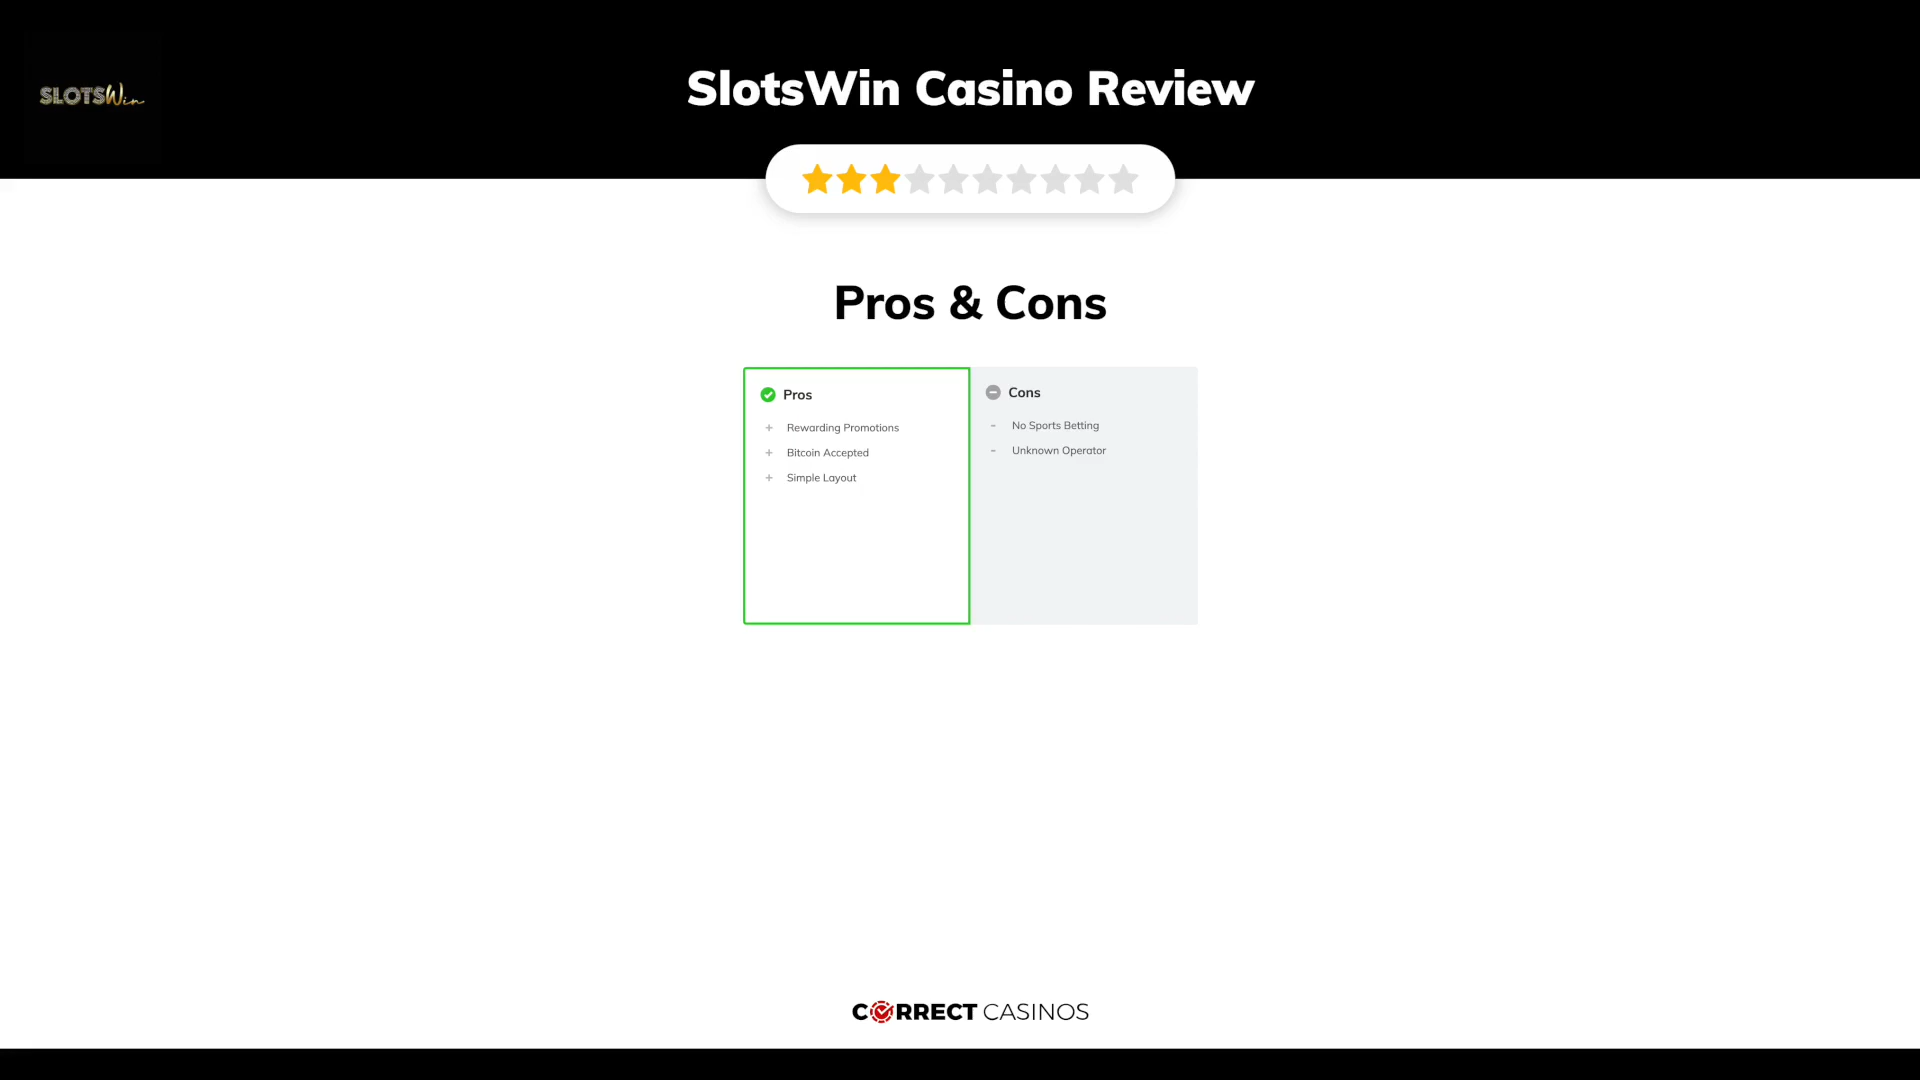 SLOTSWin
SlotsWin Casino Review
Pros & Cons
Pros
+ Rewarding Promotions
+ Bitcoin Accepted
+ Simple Layout
Cons
- No Sports Betting
- Unknown Operator
CORRECT CASINOS